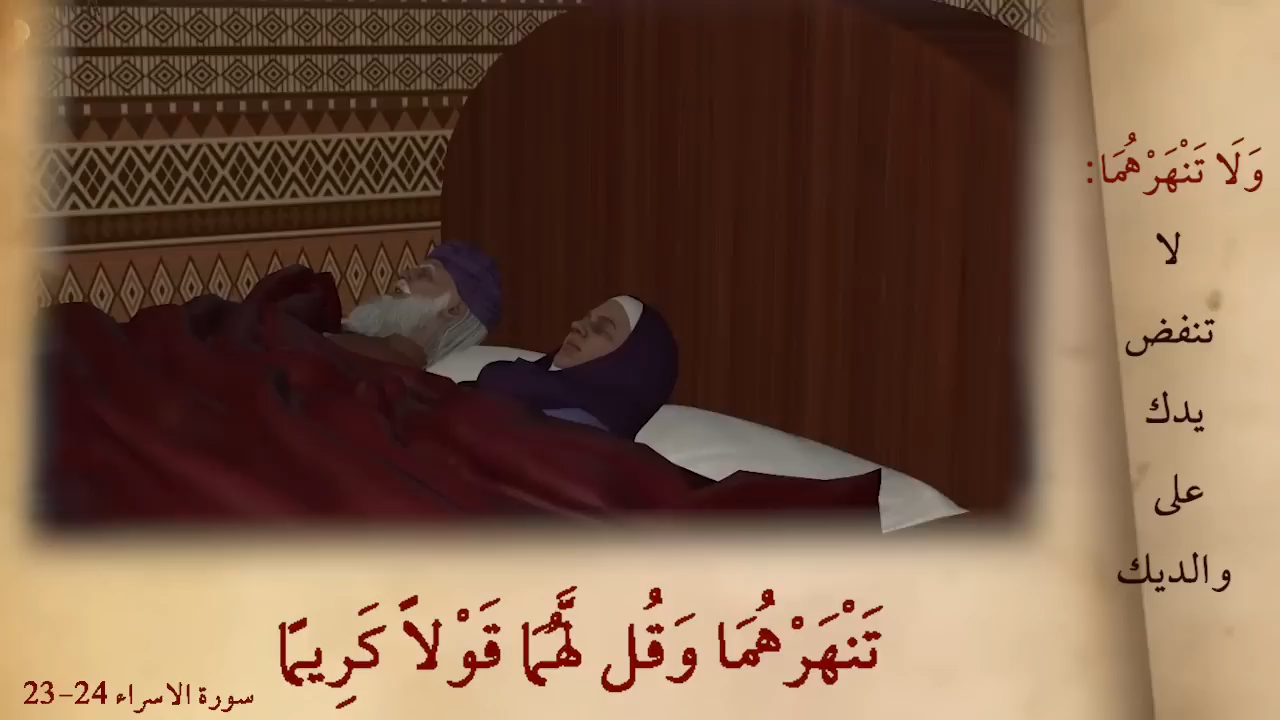 وَلَا تَنْهَرْهُمَا:
لا
تنفض
يدك
على
والديك
تَنْهَرْهُمَا وَقُل لَّهُمَا قَوْلاً كَرِيمًا
سورة الاسراء 24-23